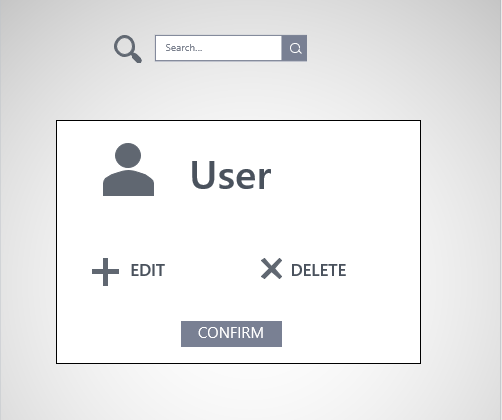 Search...
User
EDIT
DELETE
CONFIRM